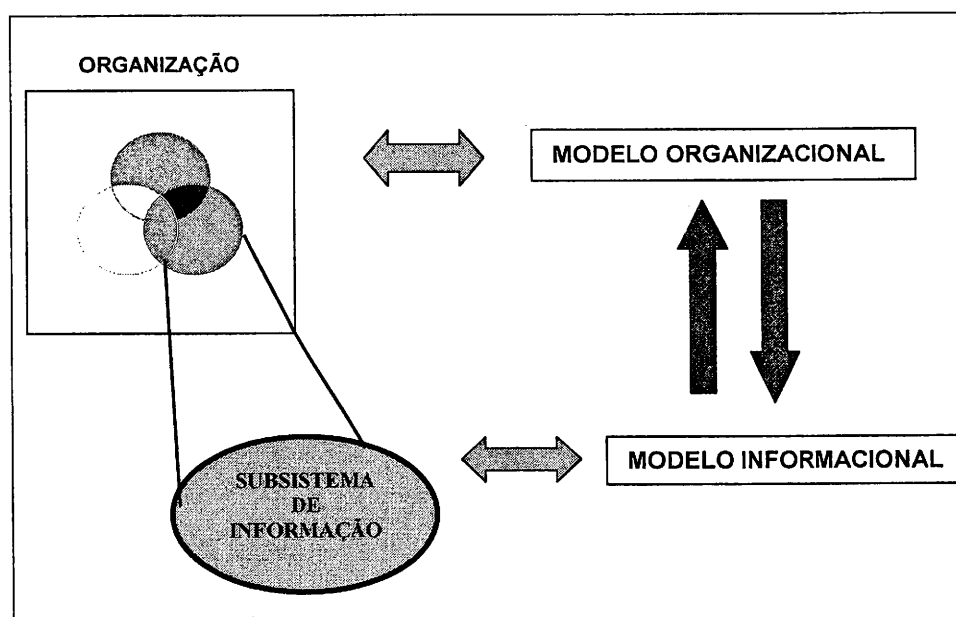 ORGANIZAÇÃO
MODELO ORGANIZACIONAL
MODELO INFORMACIONAL
SUBSISTEMA
DE
INFORMAÇÃO